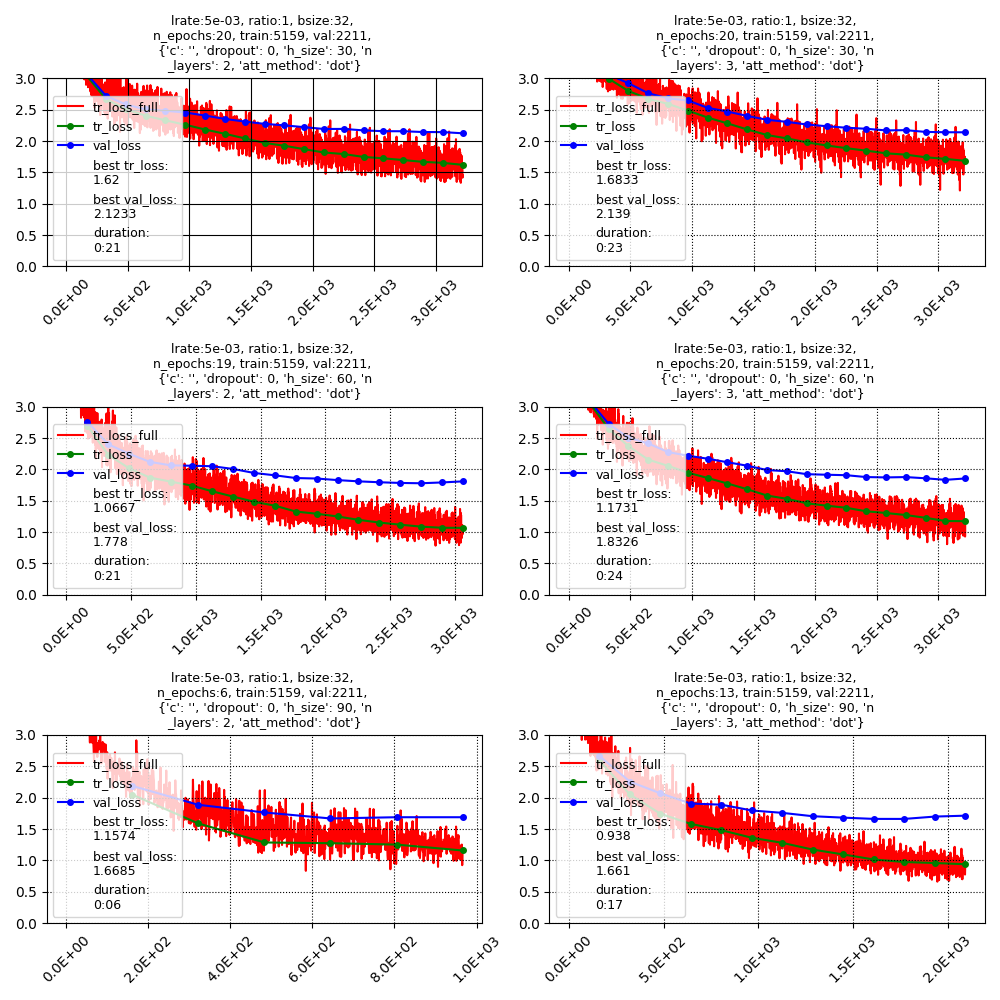 lrate:5e-03, ratio:1, bsize:32,
n_epochs:20, train:5159, val:2211,
{'c': '', 'dropout': 0, 'h_size': 30, 'n
_layers': 2, 'att_method': 'dot'}
3.0
2.5
2.0
1.5
1.0
0.5
0.0
tr_loss_full
tr_loss
val_loss
best tr_loss:
1.62
best val_loss:
2.1233
duration:
0:21
0.0E+00
5.0E+02
1.0E+03
1.5E+03
2.0E+03
2.5E+03
3.0E+03
lrate:5e-03, ratio:1, bsize:32,
n_epochs:20, train:5159, val:2211,
{'c': '', 'dropout': 0, 'h_size': 30, 'n
_layers': 3, 'att_method': 'dot'}
3.0
2.5
2.0
1.5
1.0
0.5
0.0
tr_loss_full
tr_loss
val_loss
best tr_loss:
1.6833
best val_loss:
2.139
duration:
0:23
0.0E+00
5.0E+02
1.0E+03
1.5E+03
2.0E+03
2.5E+03
3.0E+03
lrate:5e-03, ratio:1, bsize:32,
n_epochs:19, train:5159, val:2211,
{'c': '', 'dropout': 0, 'h_size': 60, 'n
_layers': 2, 'att_method': 'dot'}
3.0
2.5
2.0
1.5
1.0
0.5
0.0
tr_loss_full
tr_loss
val_loss
best tr_loss:
1.0667
best val_loss:
1.778
duration:
0:21
0.0E+00
5.0E+02
1.0E+03
1.5E+03
2.0E+03
2.5E+03
3.0E+03
lrate:5e-03, ratio:1, bsize:32,
n_epochs:20, train:5159, val:2211,
{'c': '', 'dropout': 0, 'h_size': 60, 'n
_layers': 3, 'att_method': 'dot'}
3.0
2.5
2.0
1.5
1.0
0.5
0.0
tr_loss_full
tr_loss
val_loss
best tr_loss:
1.1731
best val_loss:
1.8326
duration:
0:24
0.0E+00
5.0E+02
1.0E+03
1.5E+03
2.0E+03
2.5E+03
3.0E+03
lrate:5e-03, ratio:1, bsize:32,
n_epochs:6, train:5159, val:2211,
{'c': '', 'dropout': 0, 'h_size': 90, 'n
_layers': 2, 'att_method': 'dot'}
3.0
2.5
2.0
1.5
1.0
0.5
0.0
tr_loss_full
tr_loss
val_loss
best tr_loss:
1.1574
best val_loss:
1.6685
duration:
0:06
0.0E+00
2.0E+02
4.0E+02
6.0E+02
8.0E+02
1.0E+03
lrate:5e-03, ratio:1, bsize:32,
n_epochs:13, train:5159, val:2211,
{'c': '', 'dropout': 0, 'h_size': 90, 'n
_layers': 3, 'att_method': 'dot'}
3.0
2.5
2.0
1.5
1.0
0.5
0.0
tr_loss_full
tr_loss
val_loss
best tr_loss:
0.938
best val_loss:
1.661
duration:
0:17
0.0E+00
5.0E+02
1.0E+03
1.5E+03
2.0E+03